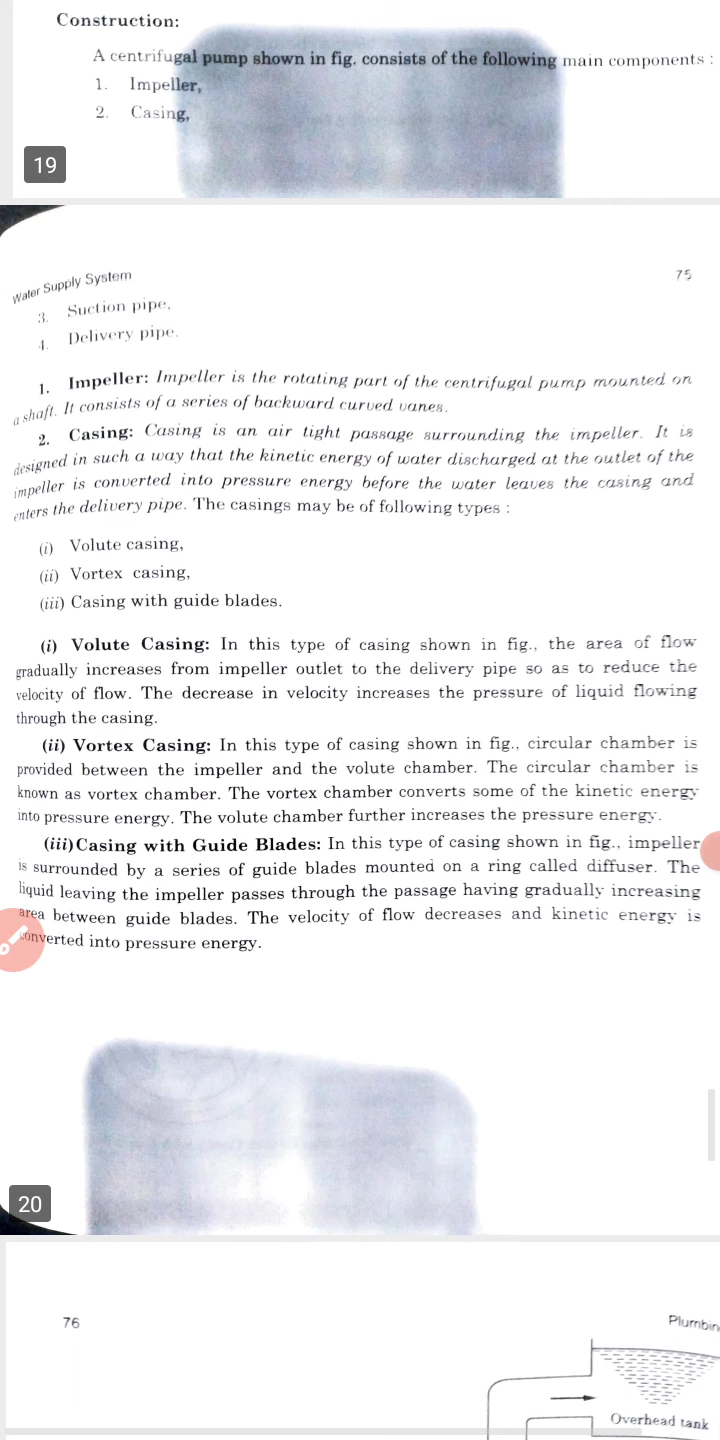 Construction:
A centrifugal pump shown in fig. consists of the following main components :
1. Impeller,
2. Casing,
19
Water Supply System
75
3. Suction pipe,
4. Delivery pipe.
1. Impeller: Impeller is the rotating part of the centrifugal pump mounted on
a shaft. It consists of a series of backward curved vanes.
2. Casing: Casing is an air tight passage surrounding the impeller. It is
designed in such a way that the kinetic energy of water discharged at the outlet of the
impeller is converted into pressure energy before the water leaves the casing and
enters the delivery pipe. The casings may be of following types :
(i) Volute casing,
(ii) Vortex casing,
(iii) Casing with guide blades.
(i) Volute Casing: In this type of casing shown in fig., the area of flow
gradually increases from impeller outlet to the delivery pipe so as to reduce the
velocity of flow. The decrease in velocity increases the pressure of liquid flowing
through the casing.
(ii) Vortex Casing: In this type of casing shown in fig., circular chamber is
provided between the impeller and the volute chamber. The circular chamber is
known as vortex chamber. The vortex chamber converts some of the kinetic energy
into pressure energy. The volute chamber further increases the pressure energy.
(iii) Casing with Guide Blades: In this type of casing shown in fig., impeller
is surrounded by a series of guide blades mounted on a ring called diffuser. The
liquid leaving the impeller passes through the passage having gradually increasing
area between guide blades. The velocity of flow decreases and kinetic energy is
converted into pressure energy.
20
76
Plumbin
Overhead tank